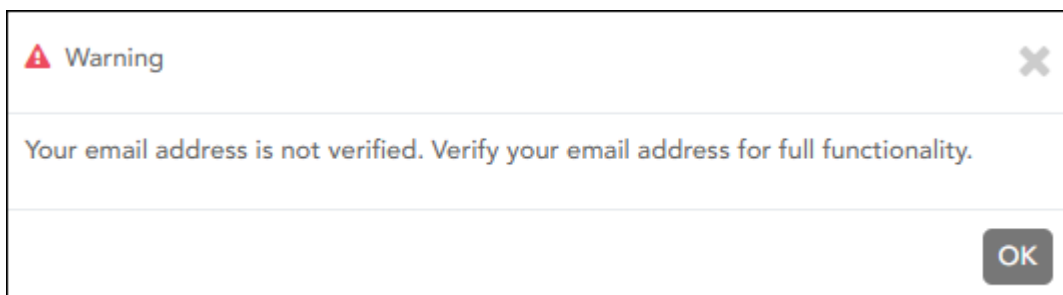 Warning
Your email address is not verified. Verify your email address for full functionality.
OK